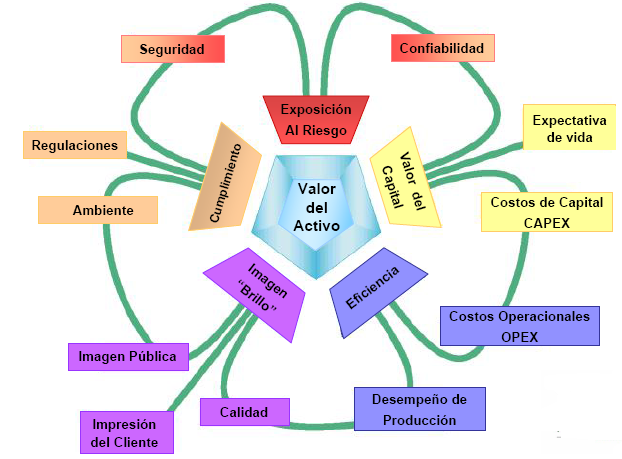 Seguridad
Confiabilidad
Exposición
Al Riesgo
Expectativa
de vida
Regulaciones
Cumplimiento
Valor del
Capital
Valor
del
Activo
Ambiente
Costos de Capital
CAPEX
Imagen
“Brillo”
Eficiencia
Costos Operacionales
OPEX
Imagen Pública
Impresión
del Cliente
Calidad
Desempeño de
Producción